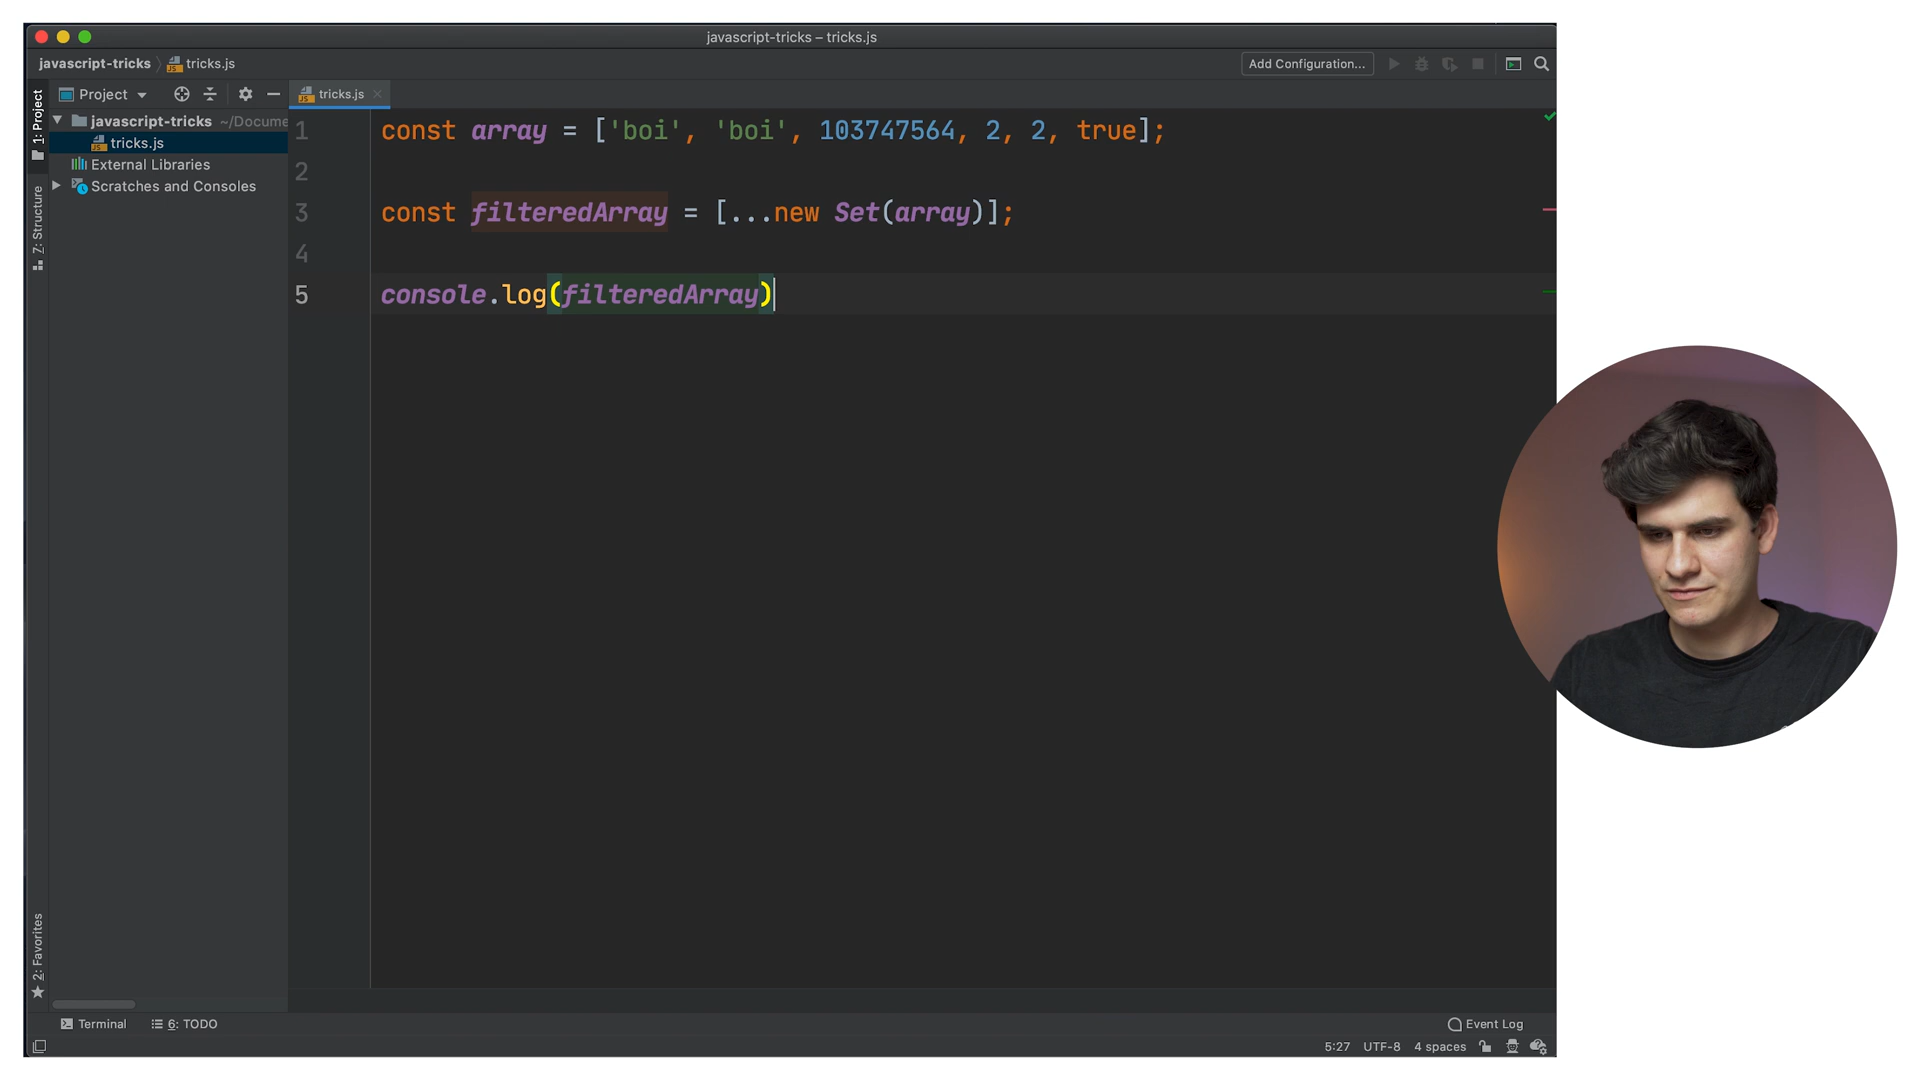 javascript-tricks – tricks.js
javascript-tricks
tricks.js
Add Configuration...
1: Project
Project
tricks.js
javascript-tricks ~/Docume
tricks.js
External Libraries
Scratches and Consoles
7: Structure
1 const array = ['boi', 'boi', 103747564, 2, 2, true];
2
3 const filteredArray = [...new Set(array)];
4
5 console.log(filteredArray)
2: Favorites
Terminal
6: TODO
Event Log
5:27 UTF-8 4 spaces